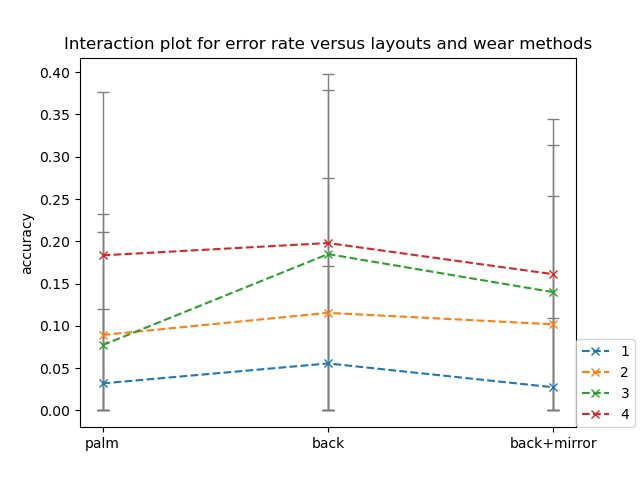 Interaction plot for error rate versus layouts and wear methods
accuracy
0.40
0.35
0.30
0.25
0.20
0.15
0.10
0.05
0.00
palm
back
back+mirror
1
2
3
4